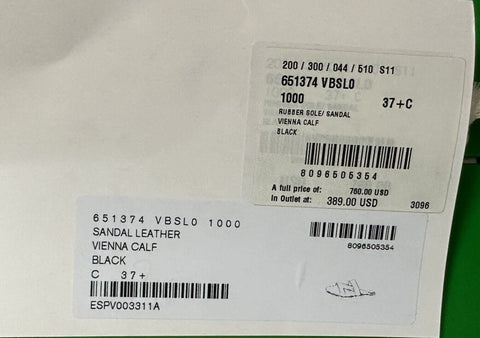 200 / 300 / 044 / 510 S11
651374 VBSL0
1000 37+C
RUBBER SOLE/ SANDAL
VIENNA CALF
BLACK
8096505354
A full price of: 760.00 USD
In Outlet at: 389.00 USD 3096
651374 VBSL0 1000
SANDAL LEATHER
VIENNA CALF
BLACK
C 37+
8096505354
ESPV003311A